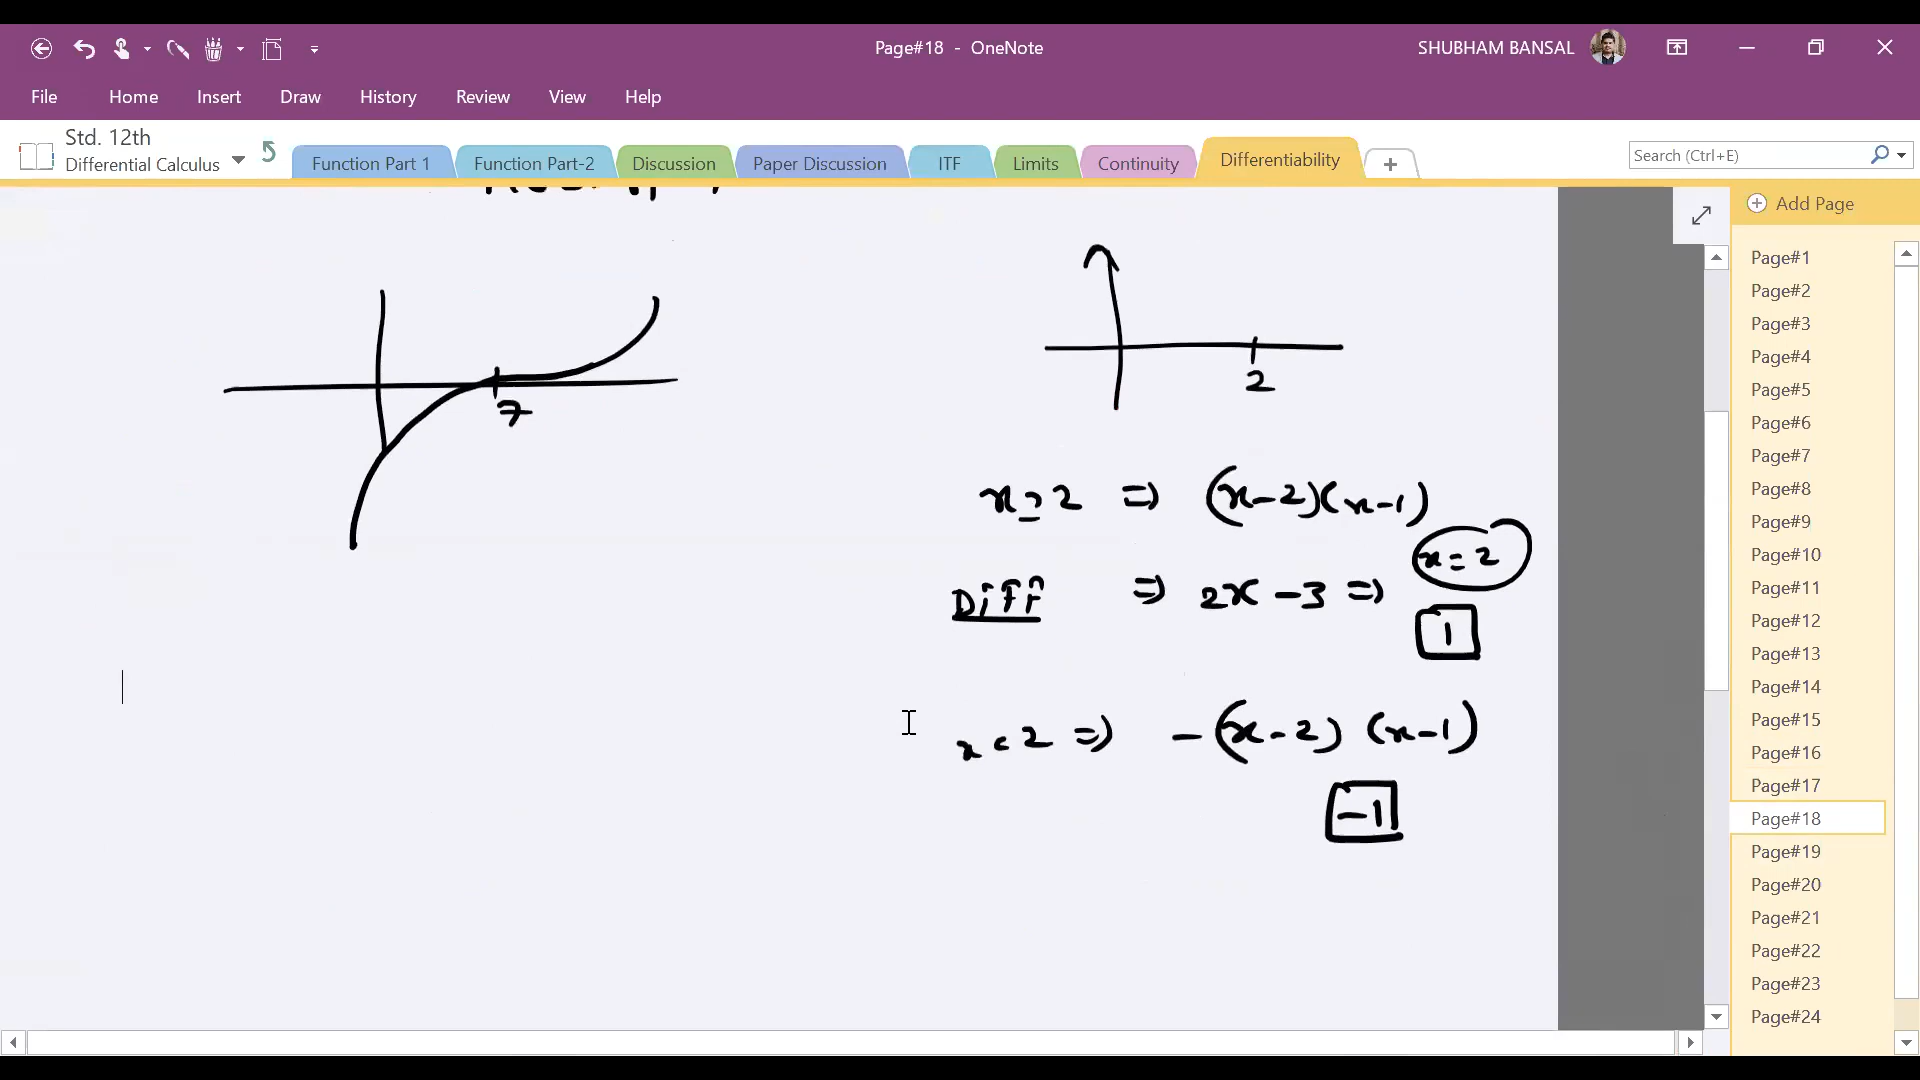 Page#18 - OneNote
SHUBHAM BANSAL
File Home Insert Draw History Review View Help
Std. 12th
Differential Calculus
Function Part 1
Function Part-2
Discussion
Paper Discussion
ITF
Limits
Continuity
Differentiability
Search (Ctrl+E)
Add Page
Page#1
Page#2
Page#3
Page#4
Page#5
Page#6
Page#7
Page#8
Page#9
Page#10
Page#11
Page#12
Page#13
Page#14
Page#15
Page#16
Page#17
Page#18
Page#19
Page#20
Page#21
Page#22
Page#23
Page#24
7
2
x ≥ 2 ⇒ (x-2)(x-1)
x = 2
Diff ⇒ 2x - 3 ⇒
1
x < 2 ⇒ -(x-2) (x-1)
-1